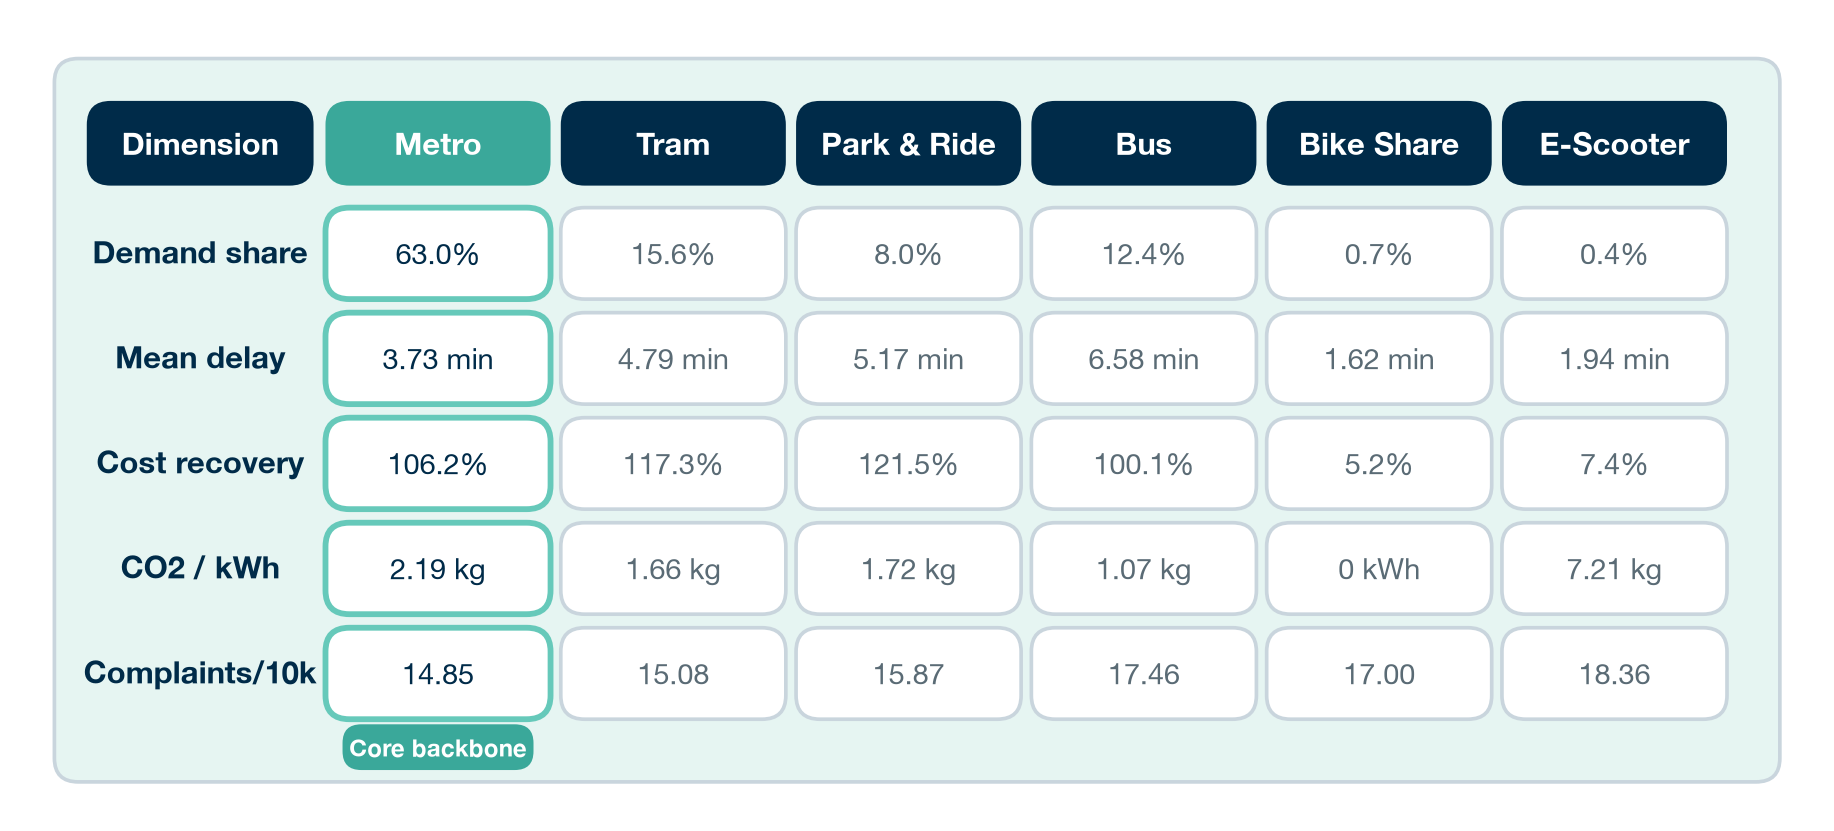 Dimension
Metro
Tram
Park & Ride
Bus
Bike Share
E-Scooter
Demand share
63.0%
15.6%
8.0%
12.4%
0.7%
0.4%
Mean delay
3.73 min
4.79 min
5.17 min
6.58 min
1.62 min
1.94 min
Cost recovery
106.2%
117.3%
121.5%
100.1%
5.2%
7.4%
CO2 / kWh
2.19 kg
1.66 kg
1.72 kg
1.07 kg
0 kWh
7.21 kg
Complaints/10k
14.85
15.08
15.87
17.46
17.00
18.36
Core backbone